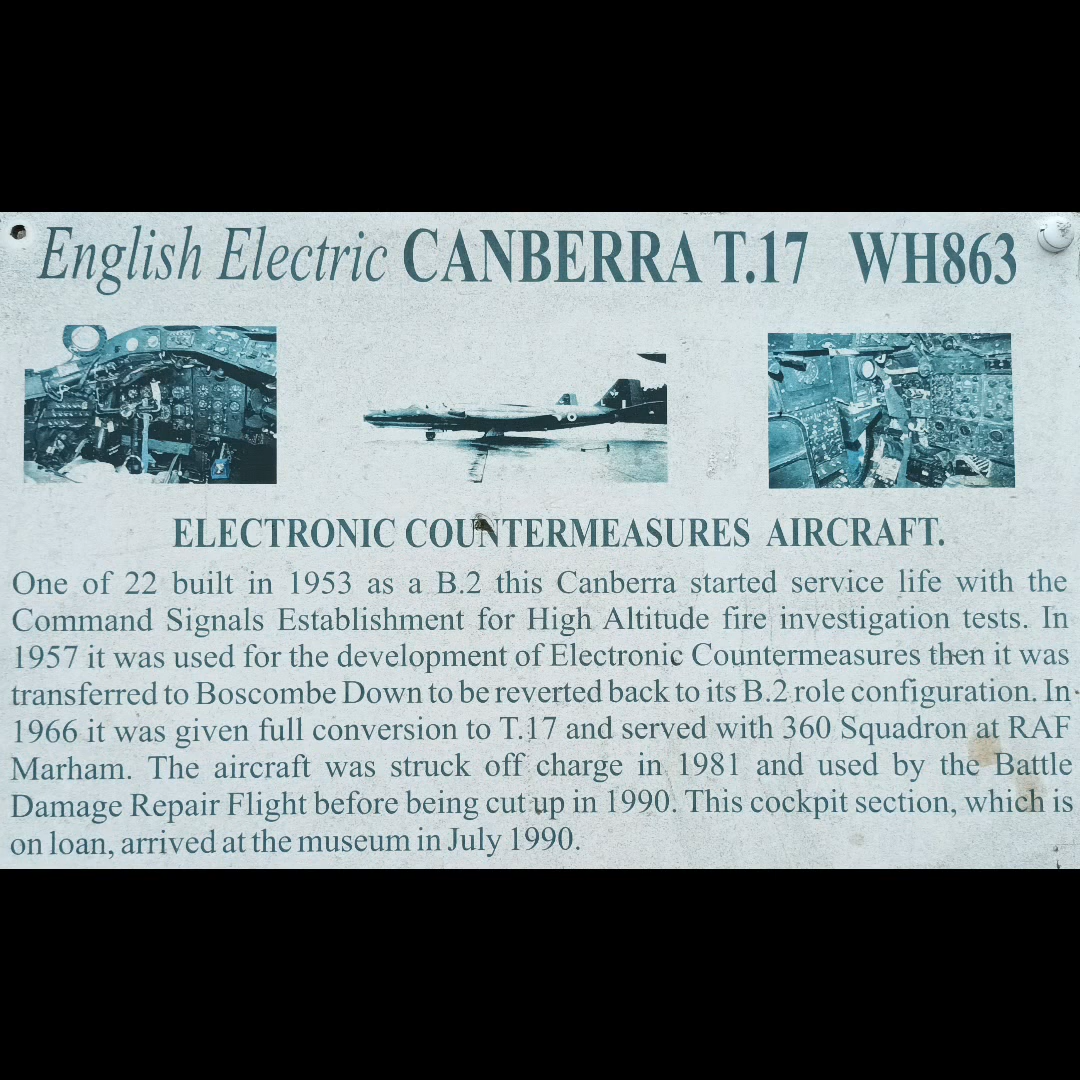 English Electric CANBERRA T.17 WH863
ELECTRONIC COUNTERMEASURES AIRCRAFT.
One of 22 built in 1953 as a B.2 this Canberra started service life with the
Command Signals Establishment for High Altitude fire investigation tests. In
1957 it was used for the development of Electronic Countermeasures then it was
transferred to Boscombe Down to be reverted back to its B.2 role configuration. In
1966 it was given full conversion to T.17 and served with 360 Squadron at RAF
Marham. The aircraft was struck off charge in 1981 and used by the Battle
Damage Repair Flight before being cut up in 1990. This cockpit section, which is
on loan, arrived at the museum in July 1990.